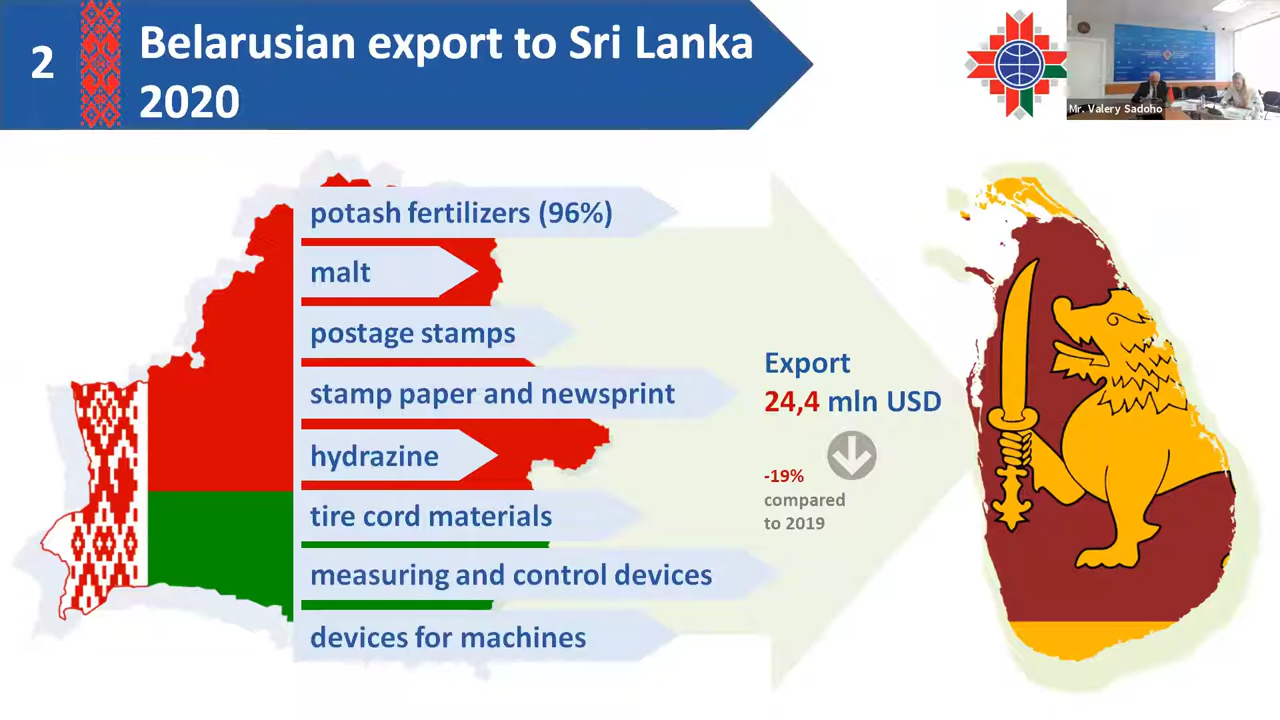 2
Belarusian export to Sri Lanka
2020
Mr. Valery Sadoho
potash fertilizers (96%)
malt
postage stamps
stamp paper and newsprint
hydrazine
tire cord materials
measuring and control devices
devices for machines
Export
24,4 mln USD
-19%
compared
to 2019